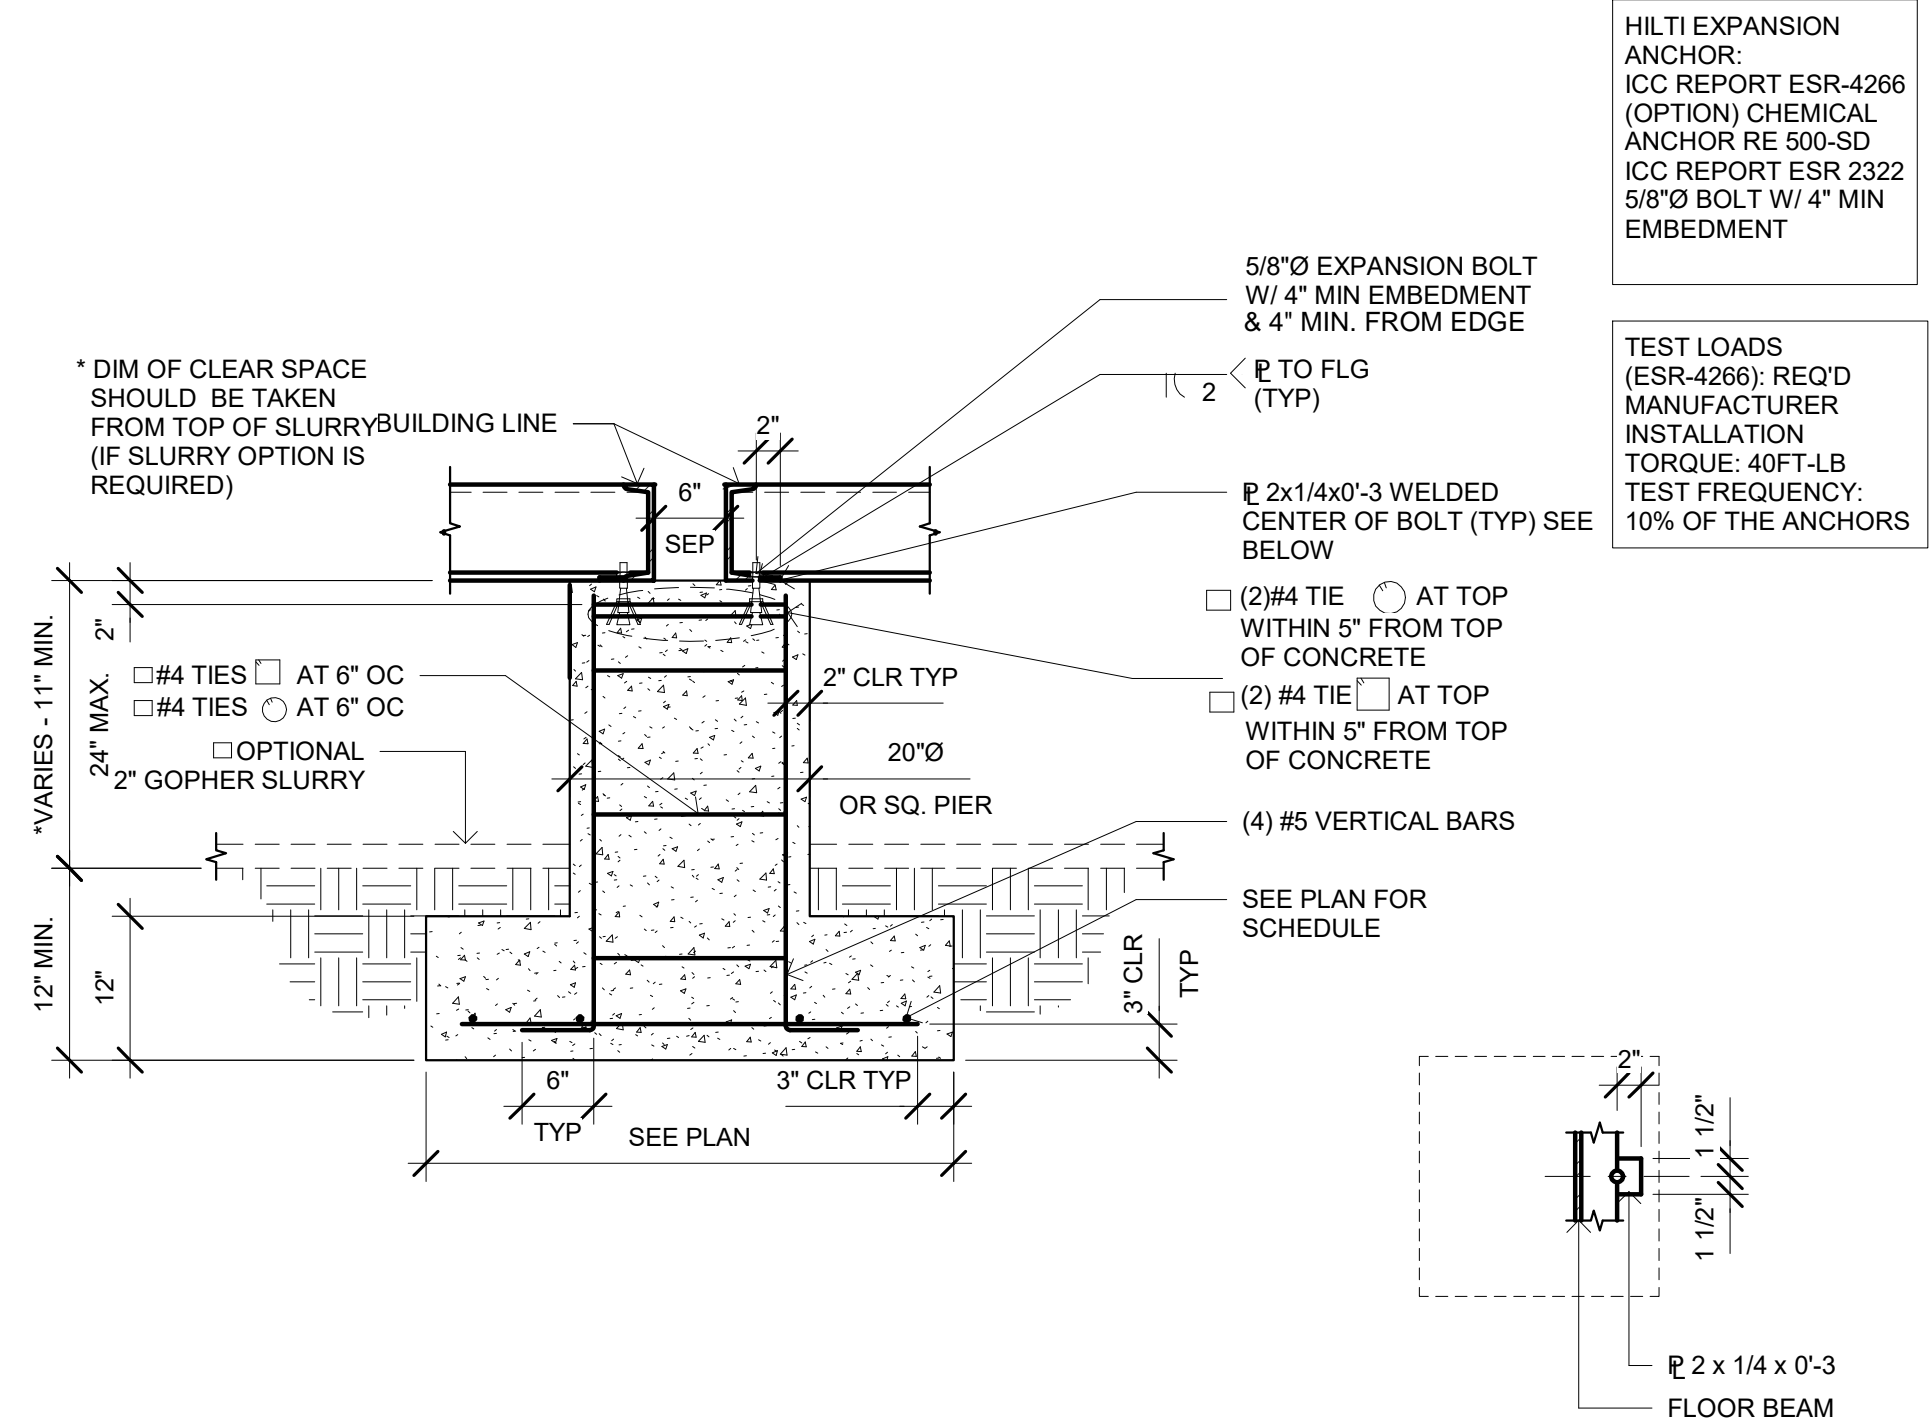 HILTI EXPANSION
ANCHOR:
ICC REPORT ESR-4266
(OPTION) CHEMICAL
ANCHOR RE 500-SD
ICC REPORT ESR 2322
5/8"Ø BOLT W/ 4" MIN
EMBEDMENT
TEST LOADS
(ESR-4266): REQ'D
MANUFACTURER
INSTALLATION
TORQUE: 40FT-LB
TEST FREQUENCY:
10% OF THE ANCHORS
* DIM OF CLEAR SPACE
SHOULD BE TAKEN
FROM TOP OF SLURRY
(IF SLURRY OPTION IS
REQUIRED)
BUILDING LINE
2"
6"
SEP
5/8"Ø EXPANSION BOLT
W/ 4" MIN EMBEDMENT
& 4" MIN. FROM EDGE
2
PL TO FLG
(TYP)
PL 2x1/4x0'-3 WELDED
CENTER OF BOLT (TYP) SEE
BELOW
(2)#4 TIE AT TOP
WITHIN 5" FROM TOP
OF CONCRETE
(2) #4 TIE AT TOP
WITHIN 5" FROM TOP
OF CONCRETE
(4) #5 VERTICAL BARS
SEE PLAN FOR
SCHEDULE
*VARIES - 11" MIN.
24" MAX.
2"
#4 TIES AT 6" OC
#4 TIES AT 6" OC
OPTIONAL
2" GOPHER SLURRY
2" CLR TYP
20"Ø
OR SQ. PIER
12" MIN.
12"
3" CLR
TYP
6"
TYP
3" CLR TYP
SEE PLAN
2"
1 1/2"
1 1/2"
PL 2 x 1/4 x 0'-3
FLOOR BEAM